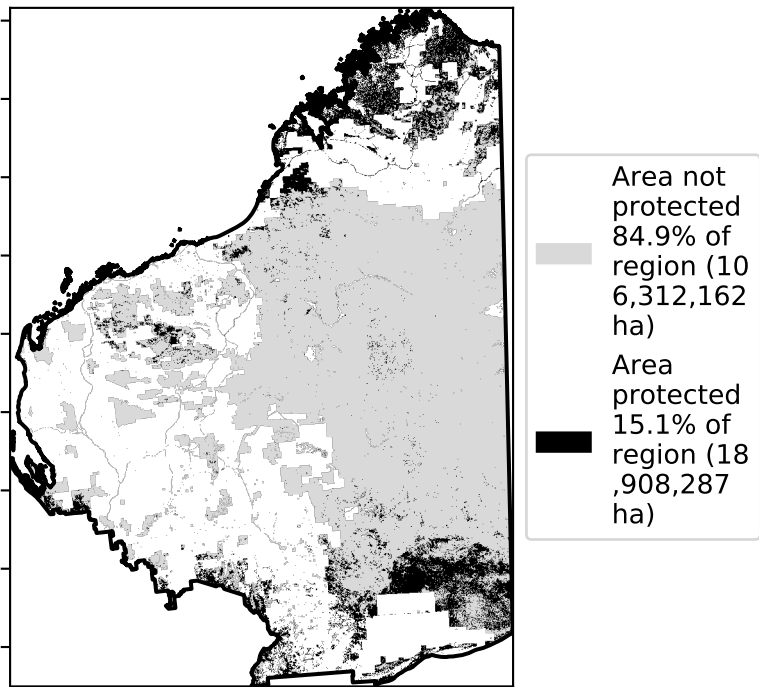 Area not
protected
84.9% of
region (10
6,312,162
ha)
Area
protected
15.1% of
region (18
,908,287
ha)